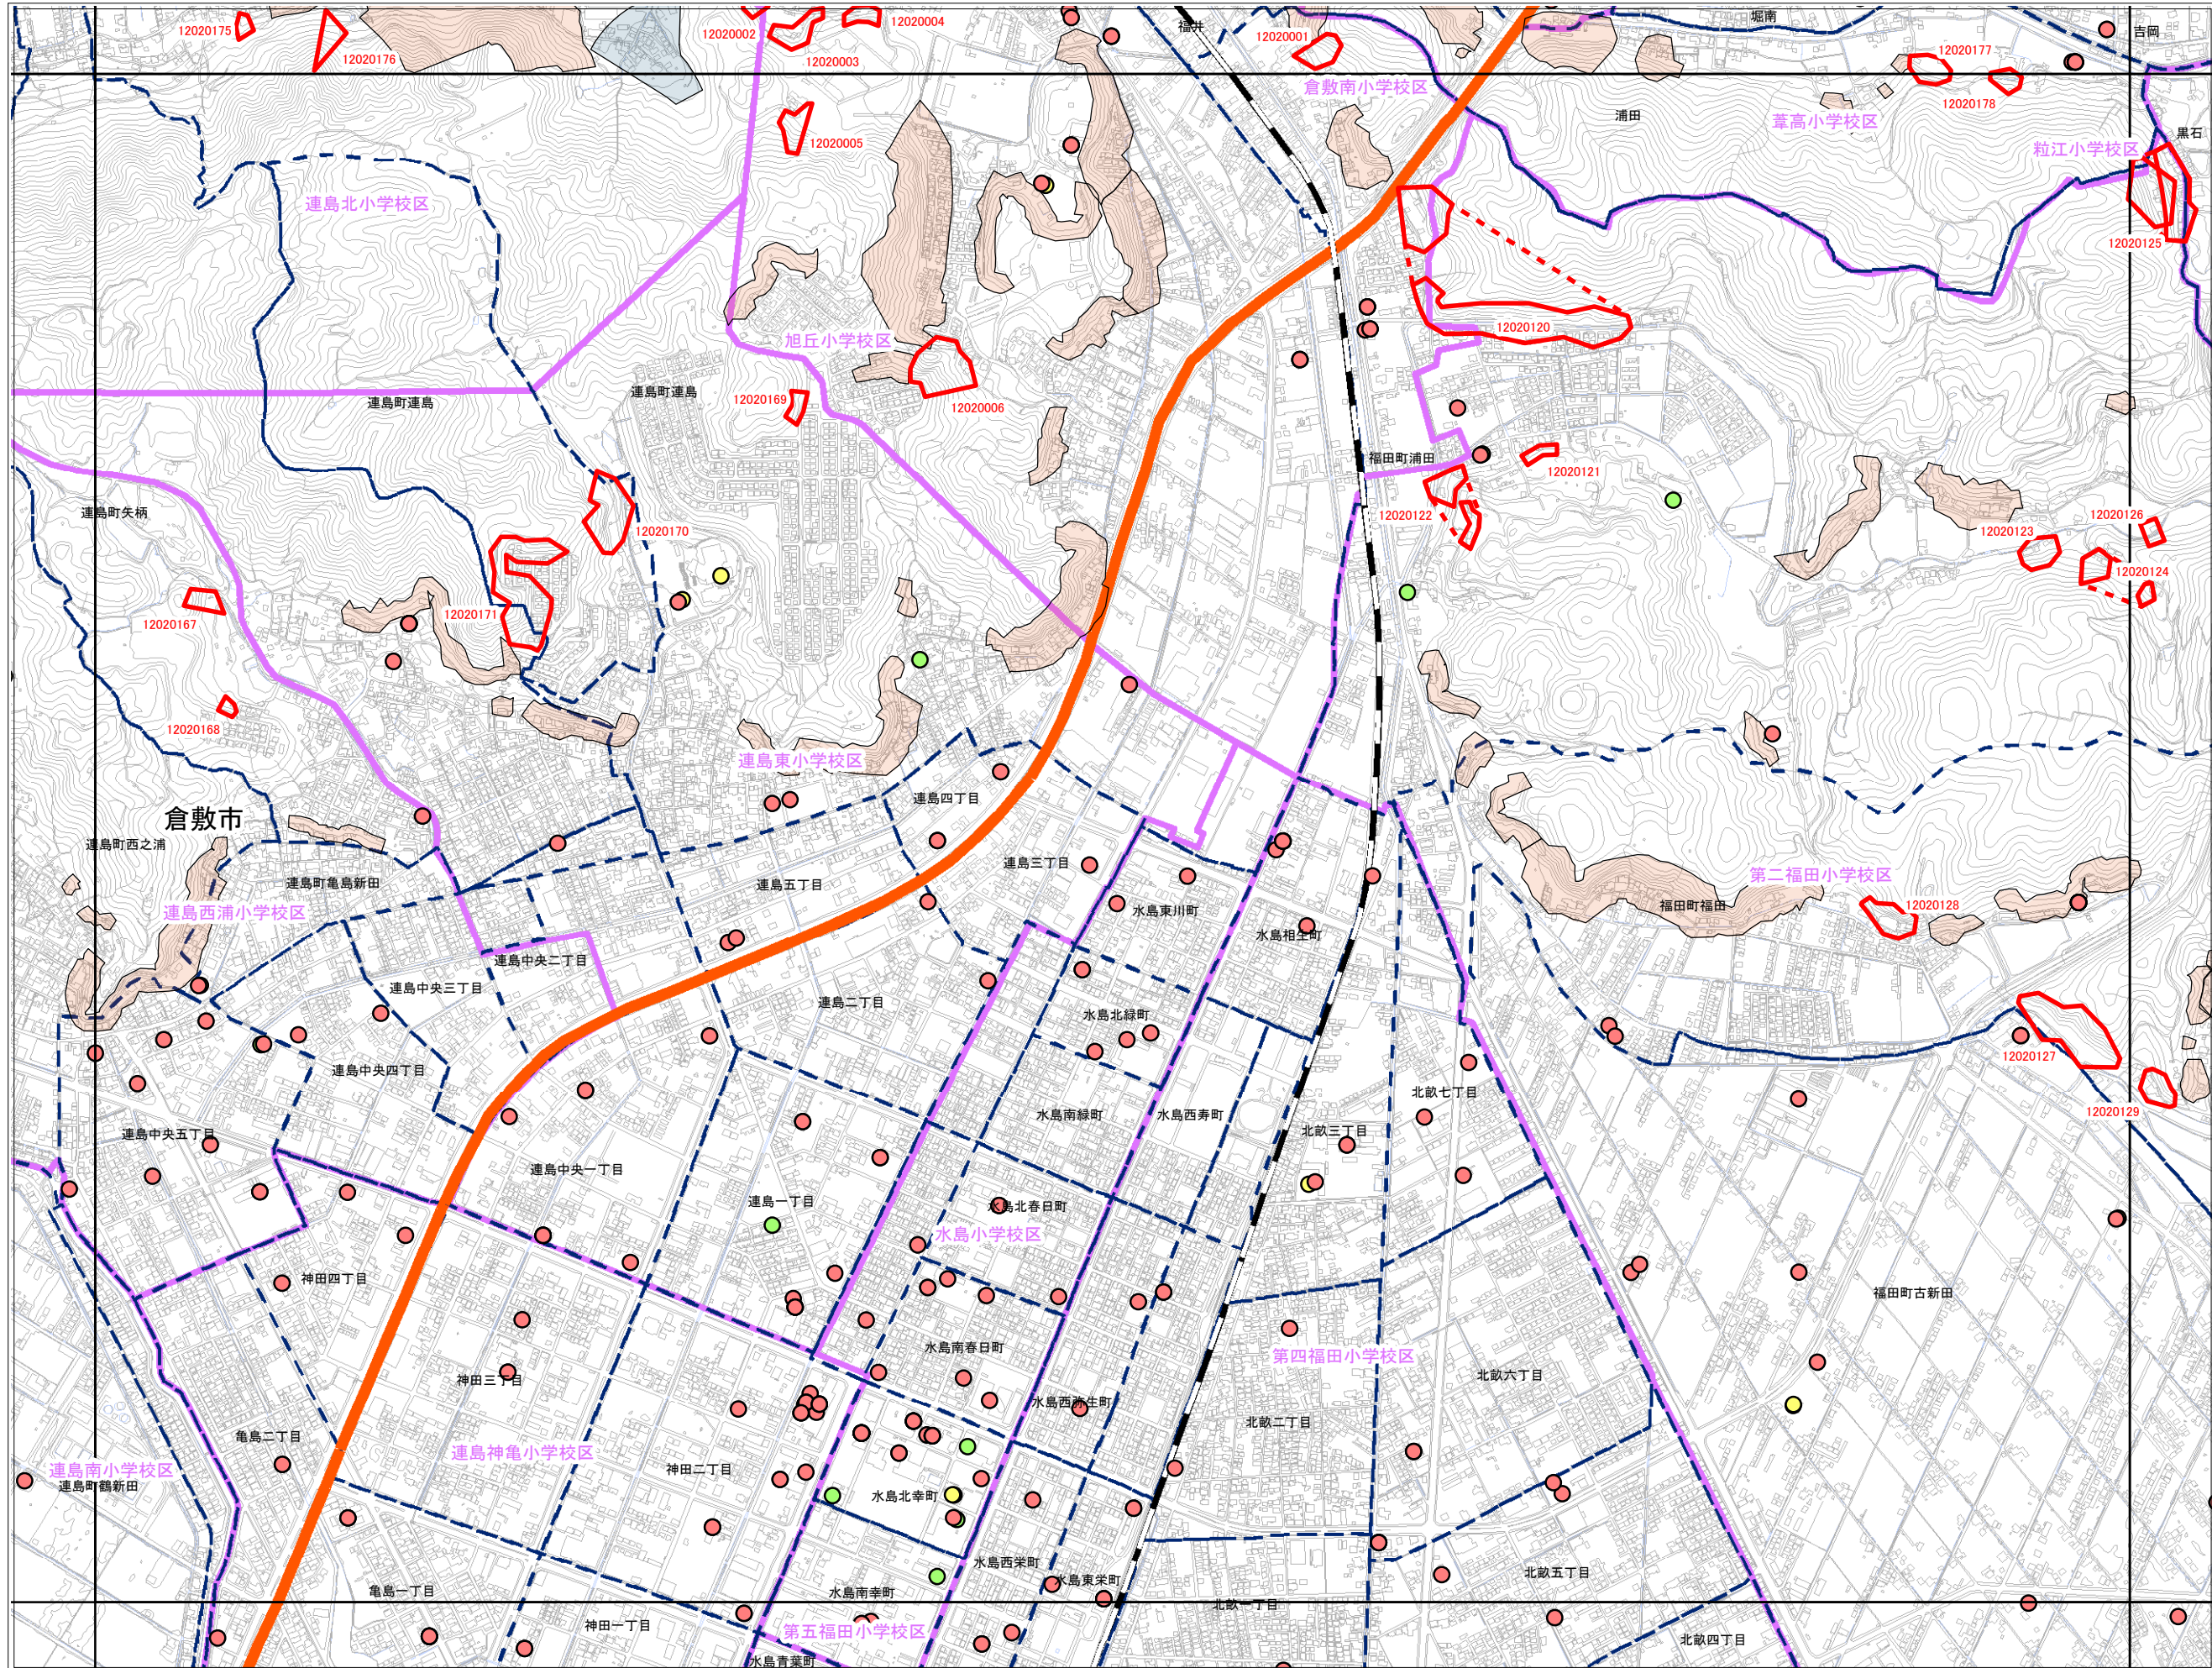 12020175
12020176
12020002
12020003
12020004
福井
12020001
倉敷南小学校区
堀南
吉岡
12020177
12020178
浦田
葦高小学校区
黒石
粒江小学校区
12020005
連島北小学校区
12020125
12020120
旭丘小学校区
連島町連島
連島町連島
12020169
12020006
福田町浦田
12020121
連島町矢柄
12020170
12020122
12020126
12020123
12020124
12020167
12020171
12020168
連島東小学校区
連島四丁目
倉敷市
連島町西之浦
連島三丁目
連島五丁目
連島町亀島新田
連島西浦小学校区
水島東川町
水島相生町
第二福田小学校区
福田町福田
12020128
連島中央二丁目
連島中央三丁目
連島二丁目
水島北緑町
12020127
連島中央四丁目
北畝七丁目
水島南緑町
水島西寿町
12020129
連島中央五丁目
北畝三丁目
連島中央一丁目
連島一丁目
水島北春日町
水島小学校区
神田四丁目
福田町古新田
水島南春日町
第四福田小学校区
神田三丁目
北畝六丁目
水島西弥生町
北畝二丁目
亀島二丁目
連島神亀小学校区
連島南小学校区
連島町鶴新田
神田二丁目
水島北幸町
水島西栄町
水島東栄町
北畝五丁目
亀島一丁目
水島南幸町
北畝一丁目
神田一丁目
第五福田小学校区
北畝四丁目
水島青葉町